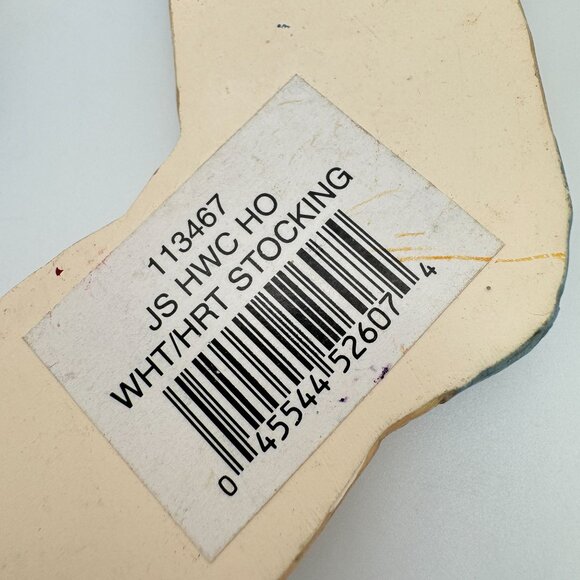 113467
JS HWC HO
WHT/HRT STOCKING
0 45544 52607 4